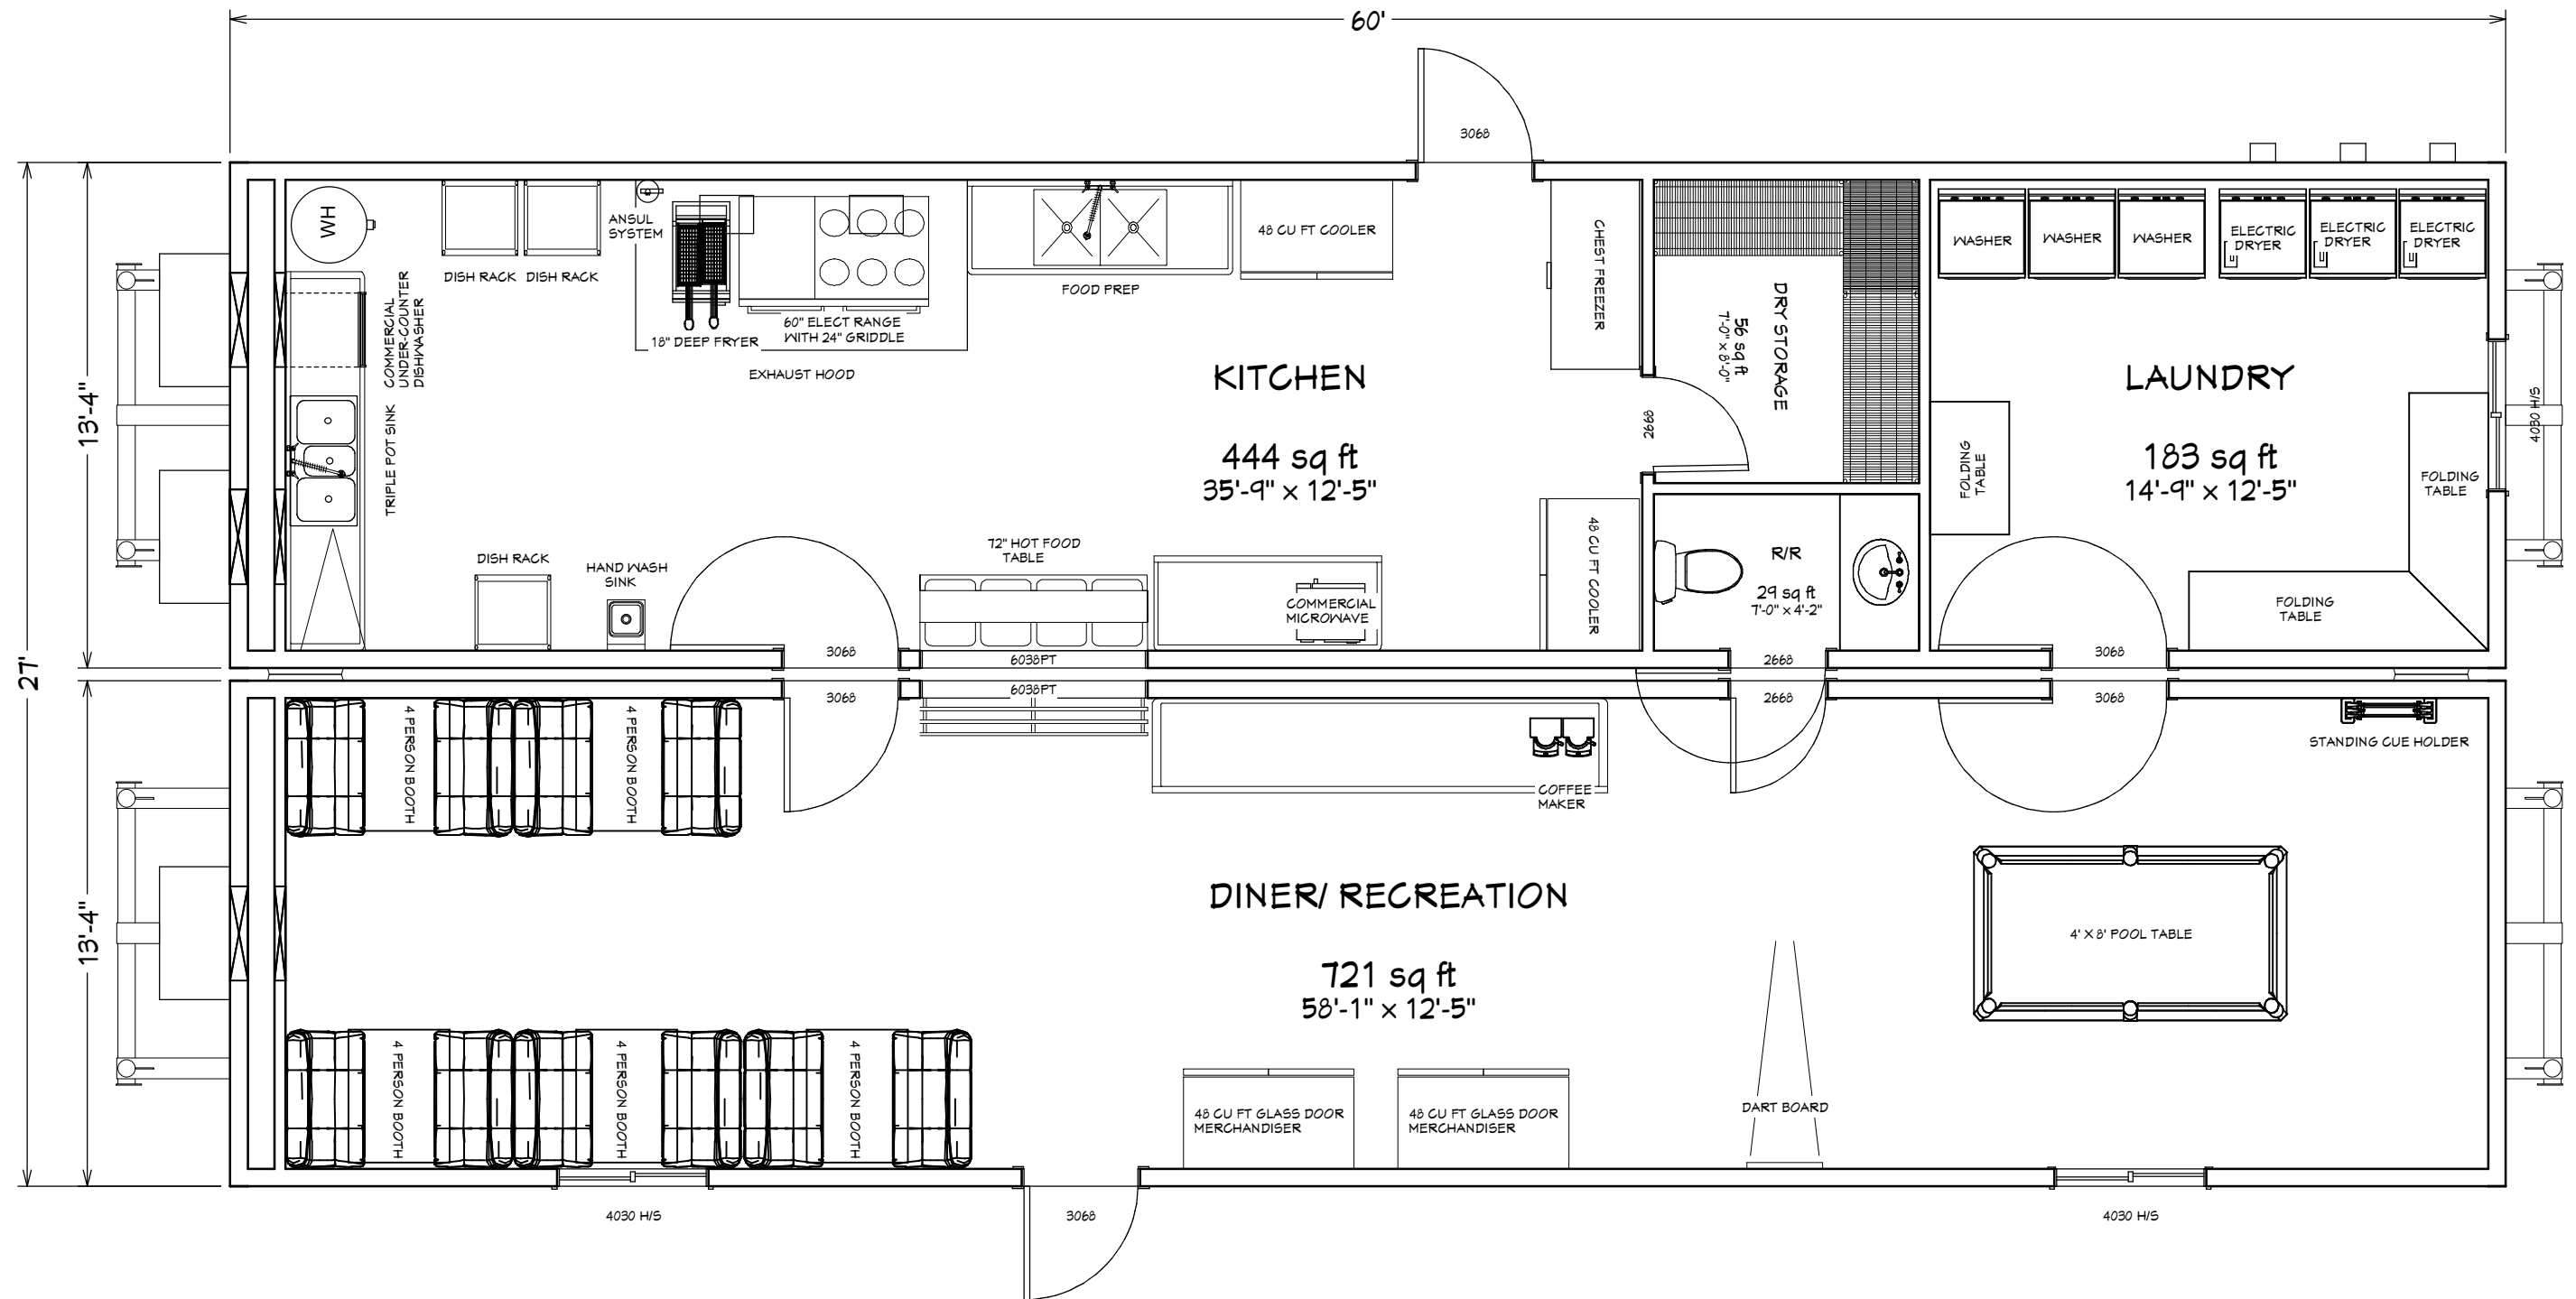 60'
3068
27'
13'-4"
13'-4"
WH
DISH RACK
DISH RACK
ANSUL
SYSTEM
18" DEEP FRYER
60" ELECT RANGE
WITH 24" GRIDDLE
EXHAUST HOOD
FOOD PREP
48 CU FT COOLER
CHEST FREEZER
COMMERCIAL
UNDER-COUNTER
DISHWASHER
TRIPLE POT SINK
KITCHEN
444 sq ft
35'-9" x 12'-5"
2668
DRY STORAGE
56 sq ft
7'-0" x 8'-0"
WASHER
WASHER
WASHER
ELECTRIC
DRYER
ELECTRIC
DRYER
ELECTRIC
DRYER
LAUNDRY
183 sq ft
14'-9" x 12'-5"
FOLDING
TABLE
FOLDING
TABLE
FOLDING
TABLE
4030 H/S
DISH RACK
HAND WASH
SINK
72" HOT FOOD
TABLE
COMMERCIAL
MICROWAVE
48 CU FT COOLER
R/R
29 sq ft
7'-0" x 4'-2"
3068
6038PT
2668
3068
3068
6038PT
2668
3068
4 PERSON BOOTH
4 PERSON BOOTH
COFFEE
MAKER
STANDING CUE HOLDER
DINER/ RECREATION
721 sq ft
58'-1" x 12'-5"
4' X 8' POOL TABLE
4 PERSON BOOTH
4 PERSON BOOTH
4 PERSON BOOTH
48 CU FT GLASS DOOR
MERCHANDISER
48 CU FT GLASS DOOR
MERCHANDISER
DART BOARD
4030 H/S
3068
4030 H/S